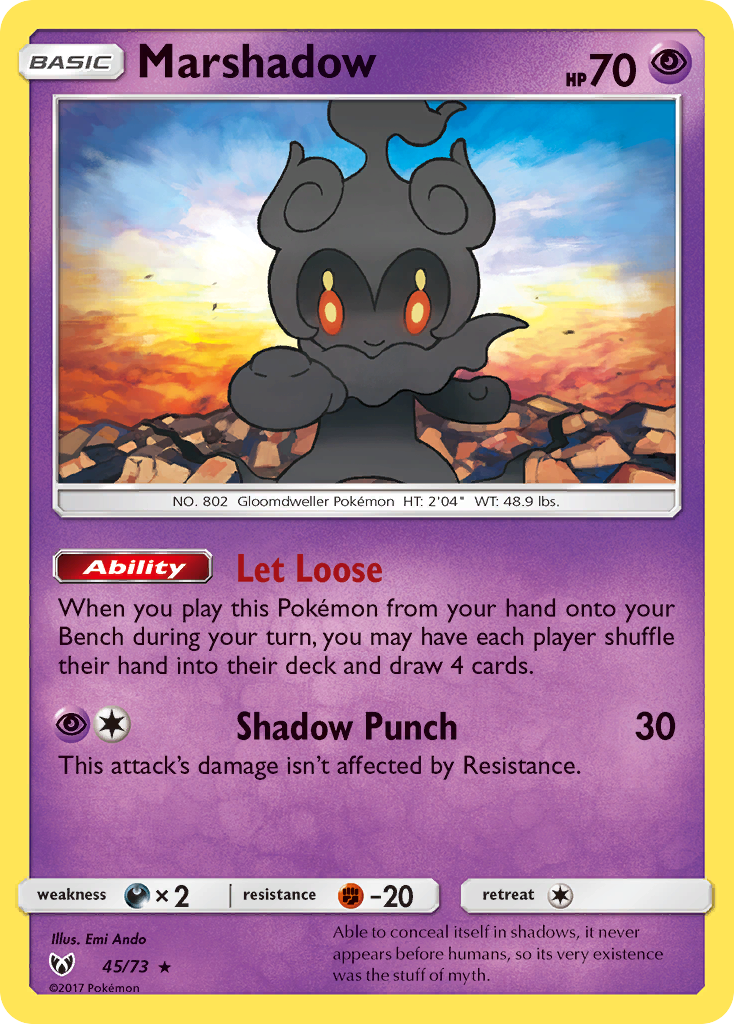 BASIC Marshadow HP 70
NO. 802 Gloomdweller Pokémon HT: 2'04" WT: 48.9 lbs.
Ability Let Loose
When you play this Pokémon from your hand onto your
Bench during your turn, you may have each player shuffle
their hand into their deck and draw 4 cards.
Shadow Punch 30
This attack's damage isn't affected by Resistance.
weakness ×2 resistance -20 retreat
Illus. Emi Ando
45/73
©2017 Pokémon
Able to conceal itself in shadows, it never
appears before humans, so its very existence
was the stuff of myth.